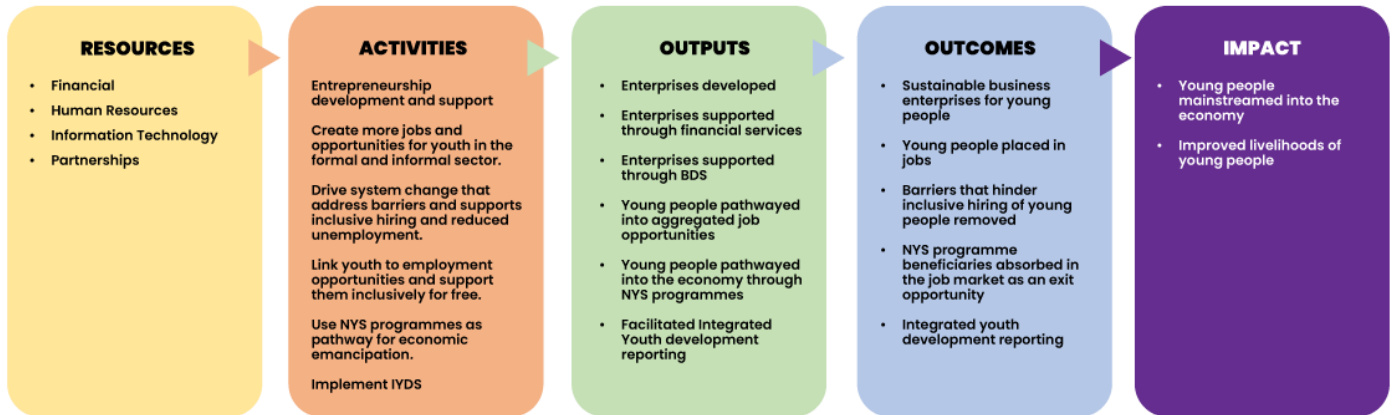 RESOURCES
• Financial
• Human Resources
• Information Technology
• Partnerships
ACTIVITIES
Entrepreneurship
development and support
Create more jobs and
opportunities for youth in the
formal and informal sector.
Drive system change that
address barriers and supports
inclusive hiring and reduced
unemployment.
Link youth to employment
opportunities and support
them inclusively for free.
Use NYS programmes as
pathway for economic
emancipation.
Implement IYDS
OUTPUTS
• Enterprises developed
• Enterprises supported
through financial services
• Enterprises supported
through BDS
• Young people pathwayed
into aggregated job
opportunities
• Young people pathwayed
into the economy through
NYS programmes
• Facilitated Integrated
Youth development
reporting
OUTCOMES
• Sustainable business
enterprises for young
people
• Young people placed in
jobs
• Barriers that hinder
inclusive hiring of young
people removed
• NYS programme
beneficiaries absorbed in
the job market as an exit
opportunity
• Integrated youth
development reporting
IMPACT
• Young people
mainstreamed into the
economy
• Improved livelihoods of
young people